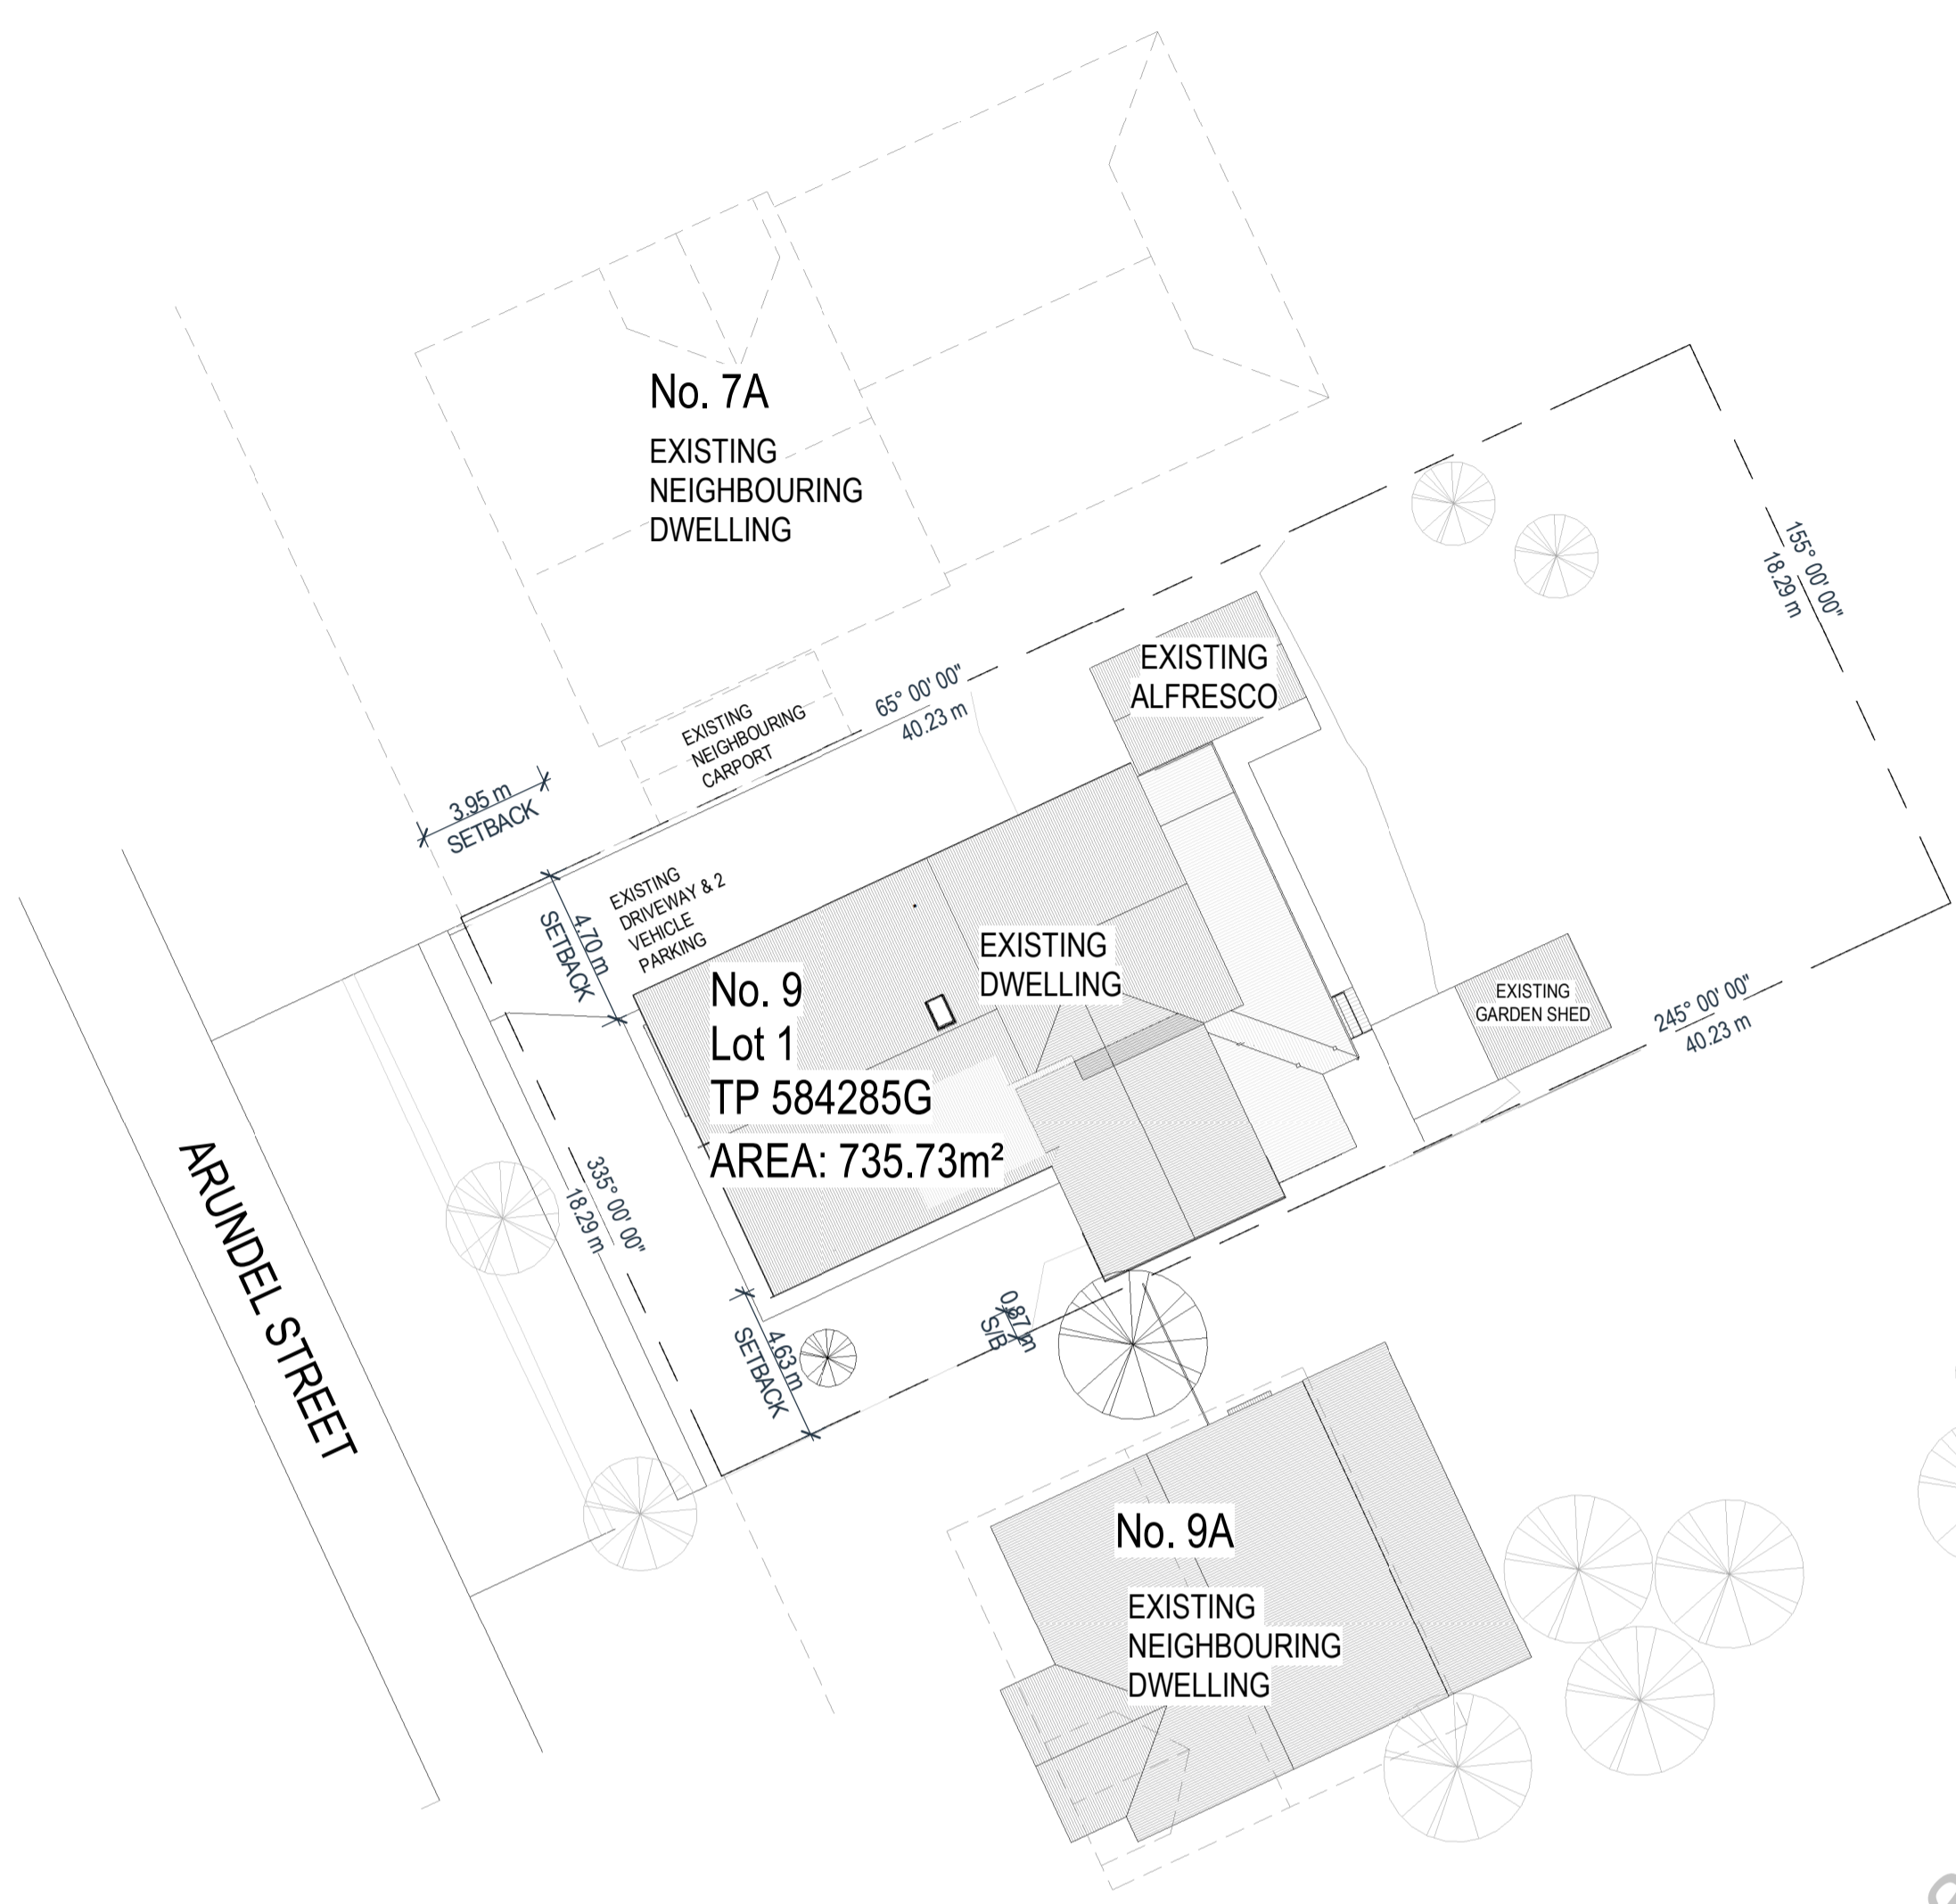 No. 7A
EXISTING
NEIGHBOURING
DWELLING
155° 00' 00"
18.29 m
EXISTING
ALFRESCO
65° 00' 00"
40.23 m
EXISTING
NEIGHBOURING
CARPORT
3.95 m
SETBACK
EXISTING
DRIVEWAY & 2
VEHICLE
PARKING
4.70 m
SETBACK
EXISTING
DWELLING
No. 9
Lot 1
TP 584285G
AREA: 735.73m²
EXISTING
GARDEN SHED
245° 00' 00"
40.23 m
335° 00' 00"
18.29 m
ARUNDEL STREET
0.87 m
S/B
4.63 m
SETBACK
No. 9A
EXISTING
NEIGHBOURING
DWELLING